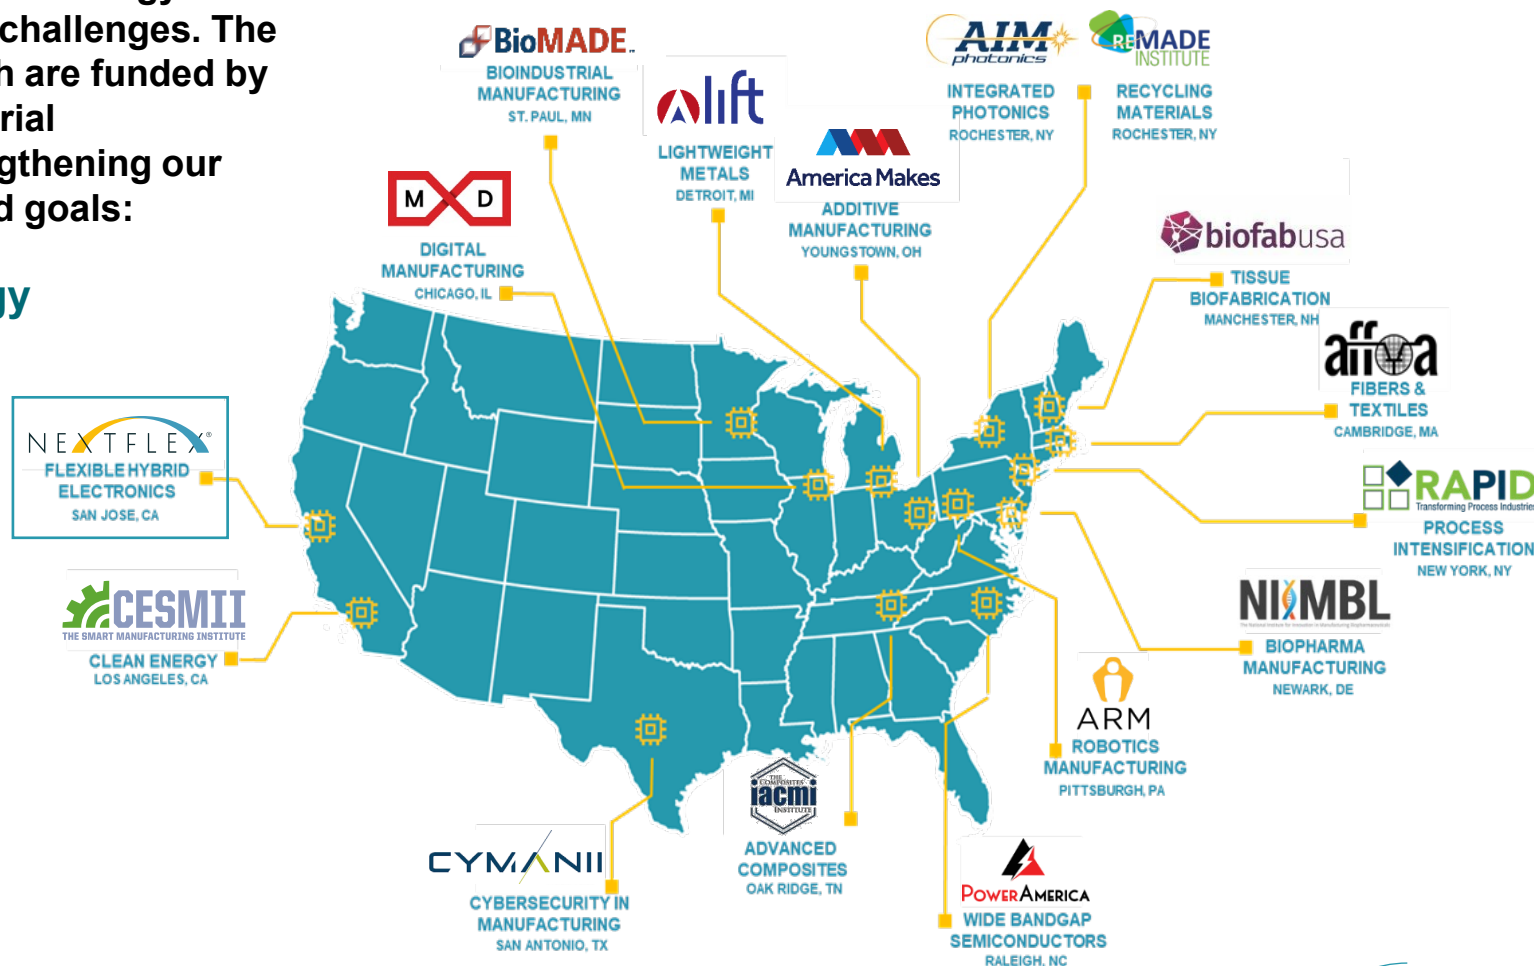 challenges. The
h are funded by
rial
gthening our
d goals:
gy
BioMADE
BIOINDUSTRIAL
MANUFACTURING
ST. PAUL, MN
lift
LIGHTWEIGHT
METALS
DETROIT, MI
America Makes
ADDITIVE
MANUFACTURING
YOUNGSTOWN, OH
AIM
photonics
INTEGRATED
PHOTONICS
ROCHESTER, NY
REMADE
INSTITUTE
RECYCLING
MATERIALS
ROCHESTER, NY
M D
DIGITAL
MANUFACTURING
CHICAGO, IL
biofabusa
TISSUE
BIOFABRICATION
MANCHESTER, NH
affoa
FIBERS &
TEXTILES
CAMBRIDGE, MA
NEXTFLEX®
FLEXIBLE HYBRID
ELECTRONICS
SAN JOSE, CA
RAPID
Transforming Process Industries
PROCESS
INTENSIFICATION
NEW YORK, NY
CESMII
THE SMART MANUFACTURING INSTITUTE
CLEAN ENERGY
LOS ANGELES, CA
NIIMBL
BIOPHARMA
MANUFACTURING
NEWARK, DE
ARM
ROBOTICS
MANUFACTURING
PITTSBURGH, PA
THE
COMPOSITES
iacmi
INSTITUTE
ADVANCED
COMPOSITES
OAK RIDGE, TN
CYMANII
CYBERSECURITY IN
MANUFACTURING
SAN ANTONIO, TX
POWERAMERICA
WIDE BANDGAP
SEMICONDUCTORS
RALEIGH, NC